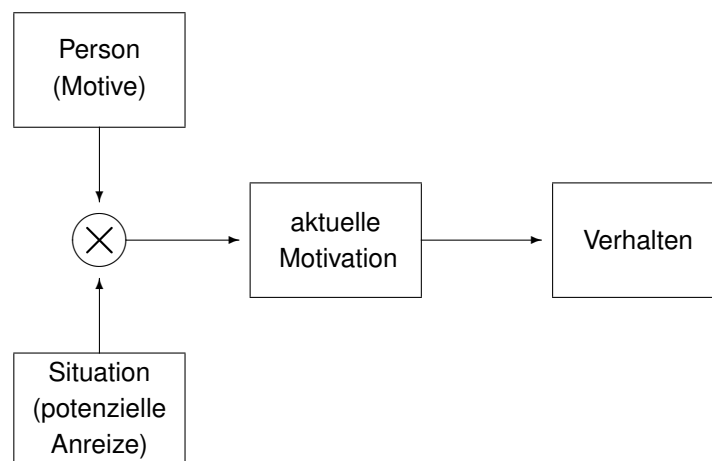 Person
(Motive)
aktuelle
Motivation
Verhalten
Situation
(potenzielle
Anreize)